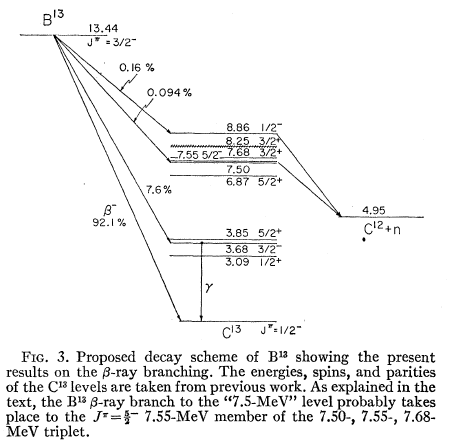 B¹³
13.44
Jπ = 3/2⁻
0.16 %
0.094 %
8.86 1/2⁻
8.25 3/2+
7.55 5/2⁻ 7.68 3/2+
7.50
6.87 5/2+
7.6%
β⁻
92.1%
4.95
C¹²+n
3.85 5/2+
3.68 3/2⁻
3.09 1/2+
γ
C¹³ Jπ=1/2⁻
FIG. 3. Proposed decay scheme of B¹³ showing the present
results on the β-ray branching. The energies, spins, and parities
of the C¹³ levels are taken from previous work. As explained in the
text, the B¹³ β-ray branch to the “7.5-MeV” level probably takes
place to the Jπ=5/2⁻ 7.55-MeV member of the 7.50-, 7.55-, 7.68-
MeV triplet.